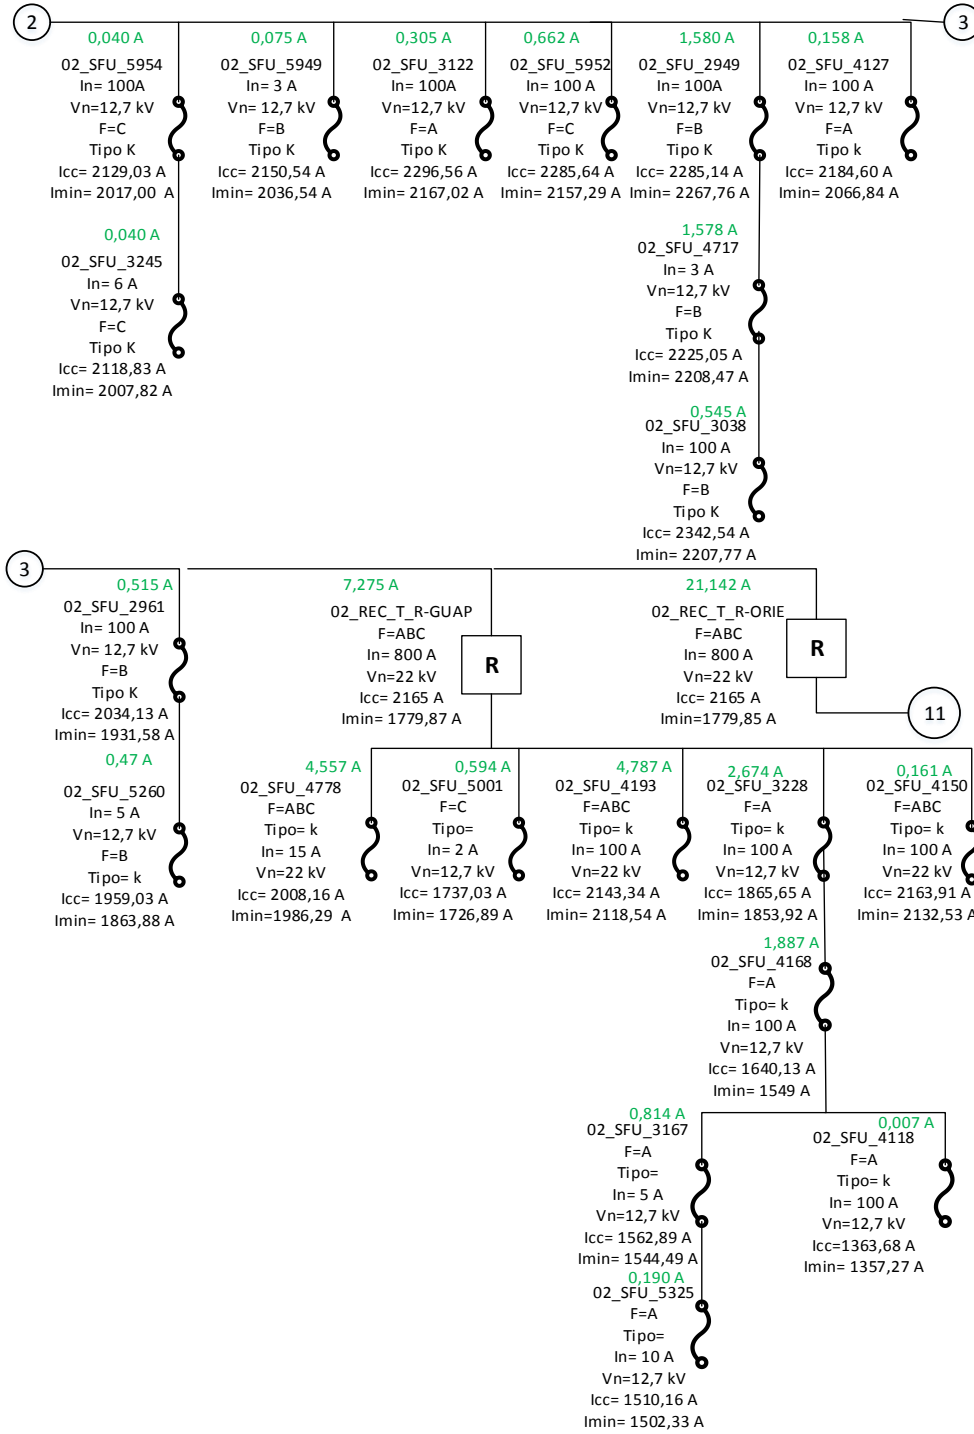 2
3
0,040 A
02_SFU_5954
In= 100A
Vn=12,7 kV
F=C
Tipo K
Icc= 2129,03 A
Imin= 2017,00 A
0,075 A
02_SFU_5949
In= 3 A
Vn= 12,7 kV
F=B
Tipo K
Icc= 2150,54 A
Imin= 2036,54 A
0,305 A
02_SFU_3122
In= 100A
Vn=12,7 kV
F=A
Tipo K
Icc= 2296,56 A
Imin= 2167,02 A
0,662 A
02_SFU_5952
In= 100 A
Vn=12,7 kV
F=C
Tipo K
Icc= 2285,64 A
Imin= 2157,29 A
1,580 A
02_SFU_2949
In= 100A
Vn= 12,7 kV
F=B
Tipo K
Icc= 2285,14 A
Imin= 2267,76 A
0,158 A
02_SFU_4127
In= 100 A
Vn= 12,7 kV
F=A
Tipo k
Icc= 2184,60 A
Imin= 2066,84 A
0,040 A
02_SFU_3245
In= 6 A
Vn=12,7 kV
F=C
Tipo K
Icc= 2118,83 A
Imin= 2007,82 A
1,578 A
02_SFU_4717
In= 3 A
Vn=12,7 kV
F=B
Tipo K
Icc= 2225,05 A
Imin= 2208,47 A
0,545 A
02_SFU_3038
In= 100 A
Vn=12,7 kV
F=B
Tipo K
Icc= 2342,54 A
Imin= 2207,77 A
3
0,515 A
02_SFU_2961
In= 100 A
Vn= 12,7 kV
F=B
Tipo K
Icc= 2034,13 A
Imin= 1931,58 A
7,275 A
02_REC_T_R-GUAP
F=ABC
In= 800 A
Vn=22 kV
Icc= 2165 A
Imin= 1779,87 A
R
21,142 A
02_REC_T_R-ORIE
F=ABC
In= 800 A
Vn=22 kV
Icc= 2165 A
Imin=1779,85 A
R
11
0,47 A
02_SFU_5260
In= 5 A
Vn=12,7 kV
F=B
Tipo= k
Icc= 1959,03 A
Imin= 1863,88 A
4,557 A
02_SFU_4778
F=ABC
Tipo= k
In= 15 A
Vn=22 kV
Icc= 2008,16 A
Imin=1986,29 A
0,594 A
02_SFU_5001
F=C
Tipo=
In= 2 A
Vn=12,7 kV
Icc= 1737,03 A
Imin= 1726,89 A
4,787 A
02_SFU_4193
F=ABC
Tipo= k
In= 100 A
Vn=22 kV
Icc= 2143,34 A
Imin= 2118,54 A
2,674 A
02_SFU_3228
F=A
Tipo= k
In= 100 A
Vn=12,7 kV
Icc= 1865,65 A
Imin= 1853,92 A
0,161 A
02_SFU_4150
F=ABC
Tipo= k
In= 100 A
Vn=22 kV
Icc= 2163,91 A
Imin= 2132,53 A
1,887 A
02_SFU_4168
F=A
Tipo= k
In= 100 A
Vn=12,7 kV
Icc= 1640,13 A
Imin= 1549 A
0,814 A
02_SFU_3167
F=A
Tipo=
In= 5 A
Vn=12,7 kV
Icc= 1562,89 A
Imin= 1544,49 A
0,007 A
02_SFU_4118
F=A
Tipo= k
In= 100 A
Vn=12,7 kV
Icc=1363,68 A
Imin= 1357,27 A
0,190 A
02_SFU_5325
F=A
Tipo=
In= 10 A
Vn=12,7 kV
Icc= 1510,16 A
Imin= 1502,33 A